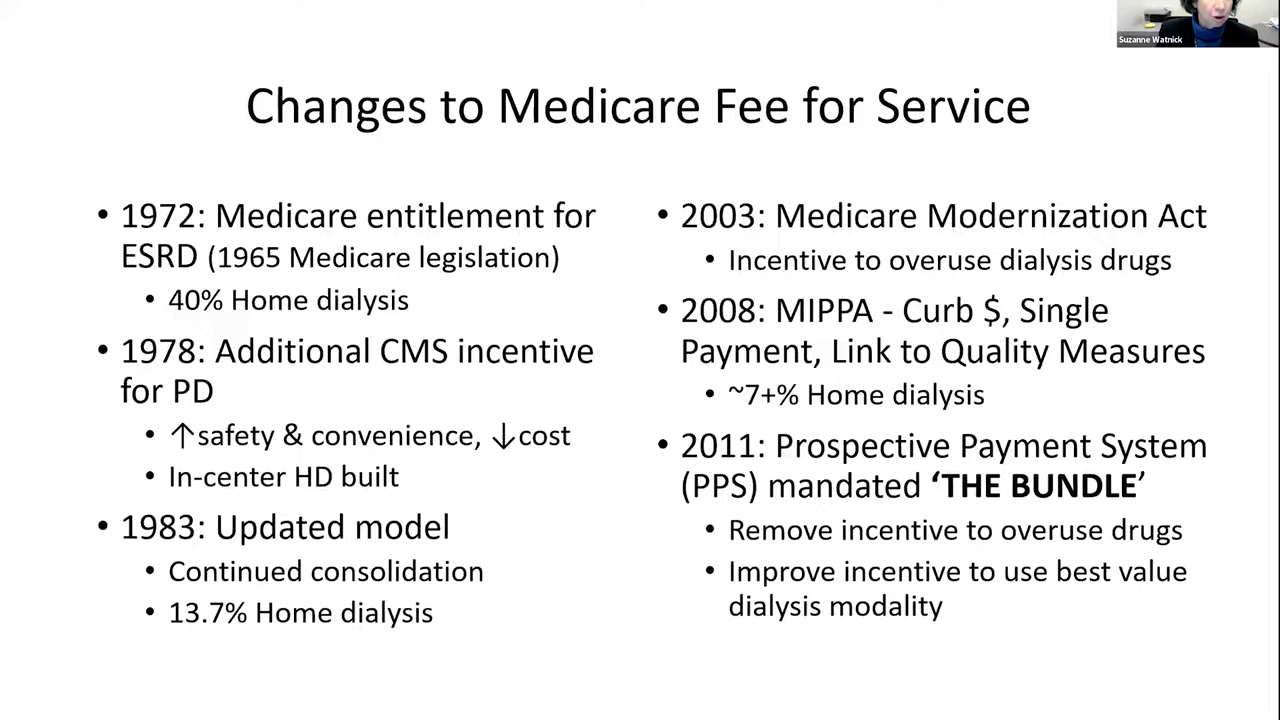 Suzanne Watnick
Changes to Medicare Fee for Service
• 1972: Medicare entitlement for
ESRD (1965 Medicare legislation)
• 40% Home dialysis
• 1978: Additional CMS incentive
for PD
• ↑safety & convenience, ↓cost
• In-center HD built
• 1983: Updated model
• Continued consolidation
• 13.7% Home dialysis
• 2003: Medicare Modernization Act
• Incentive to overuse dialysis drugs
• 2008: MIPPA - Curb $, Single
Payment, Link to Quality Measures
• ~7+% Home dialysis
• 2011: Prospective Payment System
(PPS) mandated ‘THE BUNDLE’
• Remove incentive to overuse drugs
• Improve incentive to use best value
dialysis modality